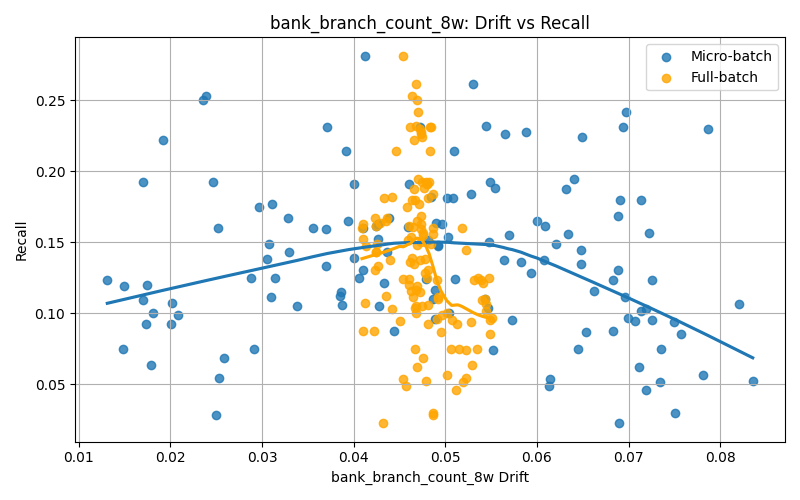 bank_branch_count_8w: Drift vs Recall
Micro-batch
Full-batch
Recall
0.25
0.20
0.15
0.10
0.05
0.01 0.02 0.03 0.04 0.05 0.06 0.07 0.08
bank_branch_count_8w Drift